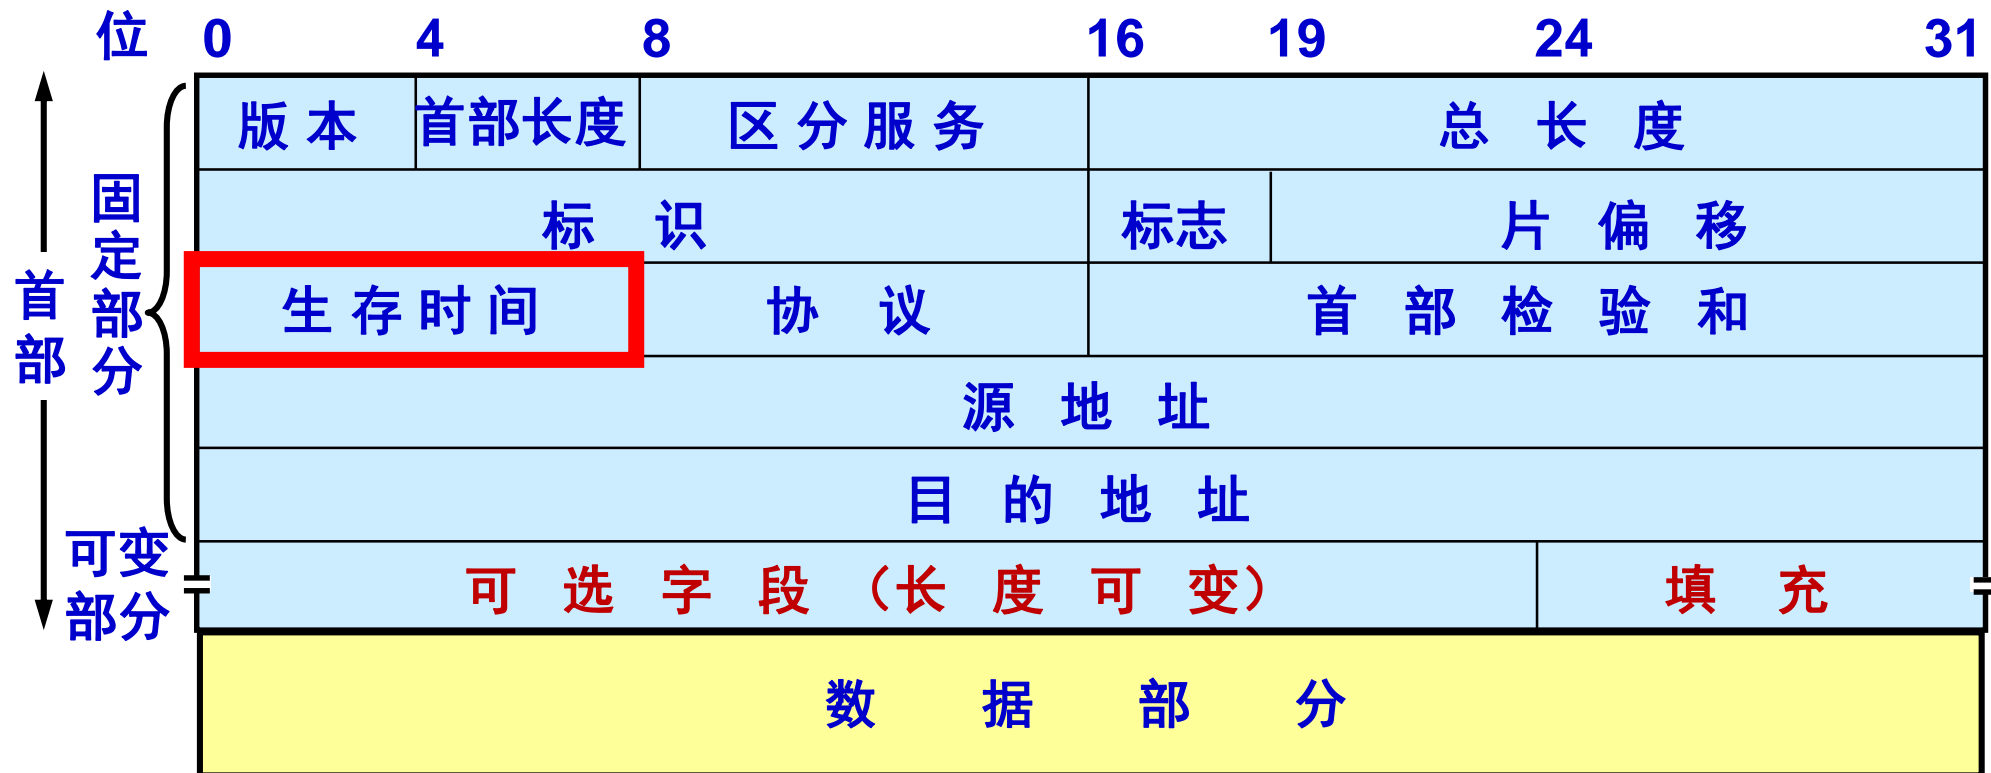 位 0 4 8 16 19 24 31
版 本 首部长度 区 分 服 务 总 长 度
标 识 标志 片 偏 移
生 存 时 间 协 议 首 部 检 验 和
源 地 址
目 的 地 址
可 选 字 段 （长 度 可 变） 填 充
数 据 部 分
首部
固定部分
可变
部分